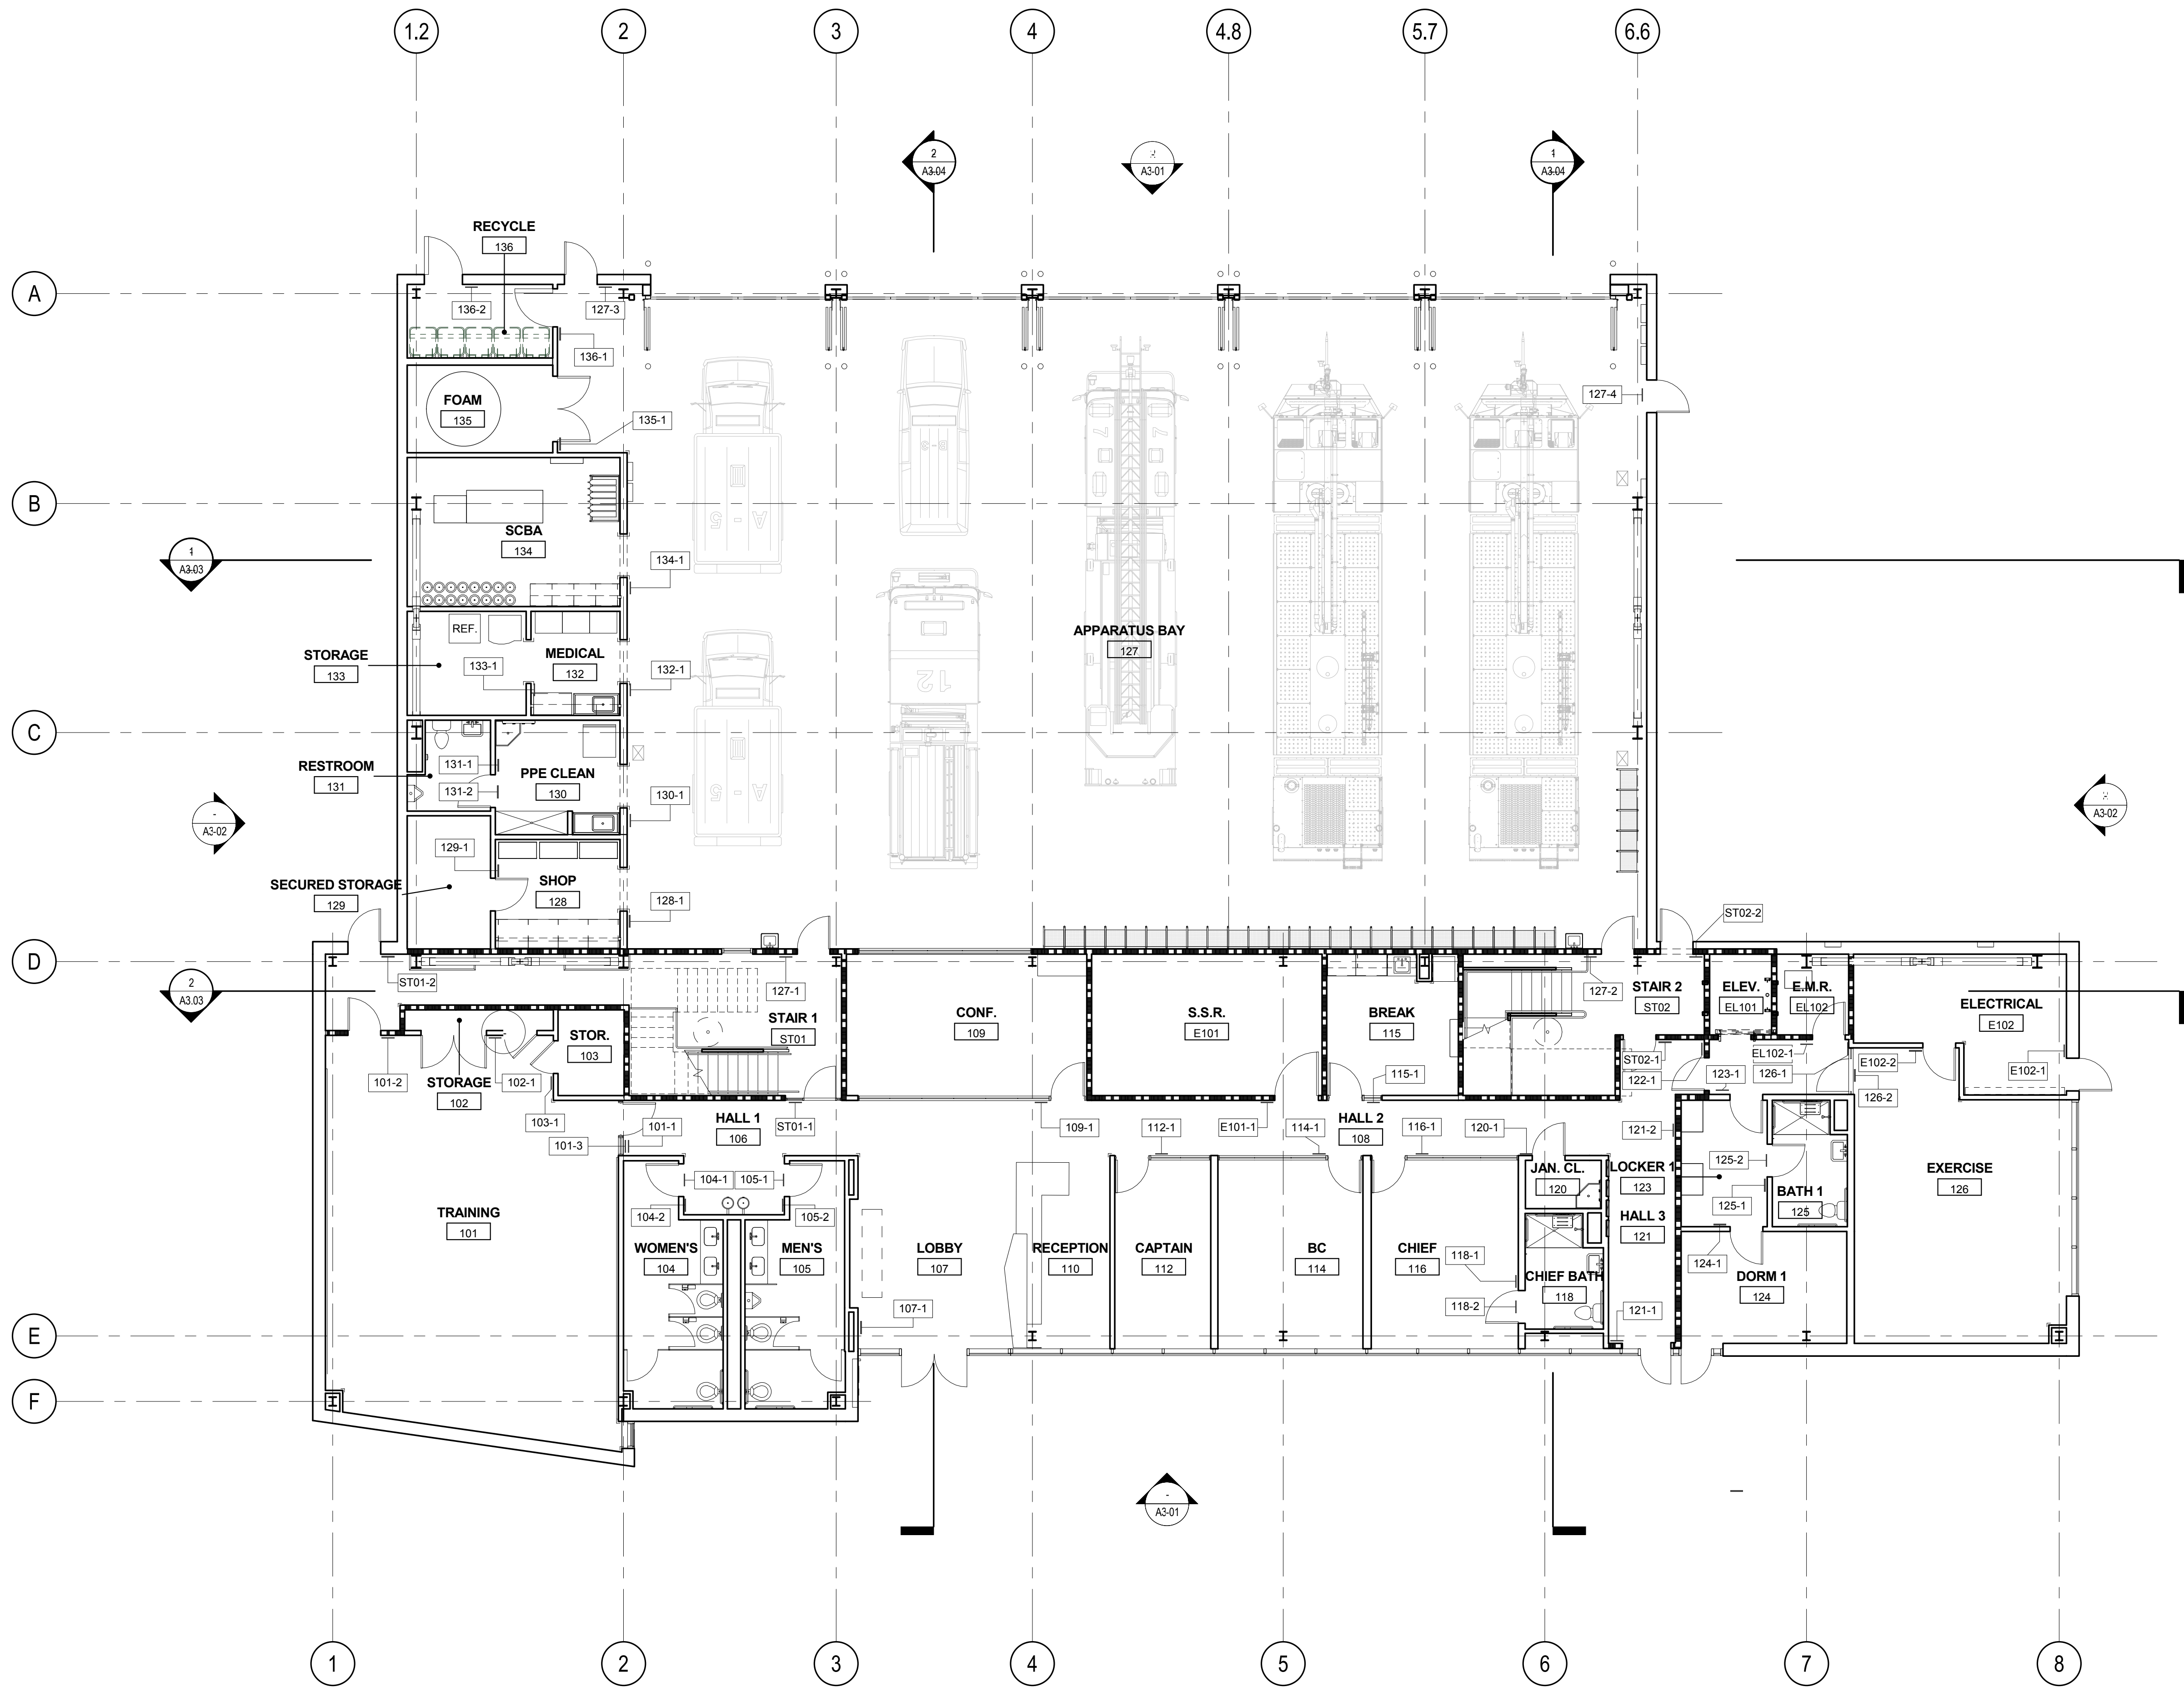 1.2 2 3 4 4.8 5.7 6.6
2
A3.04
A3-01
1
A3.04
RECYCLE
136
A
136-2
127-3
136-1
FOAM
135
135-1
127-4
B
SCBA
134
1
A3.03
134-1
A-5
B-3
7 7
REF.
STORAGE
133
133-1
MEDICAL
132
132-1
APPARATUS BAY
127
12
C
RESTROOM
131
131-1
131-2
PPE CLEAN
130
130-1
A-5
-
A3-02
A3-02
129-1
SECURED STORAGE
129
SHOP
128
128-1
ST02-2
D
2
A3.03
ST01-2
127-1
STAIR 1
ST01
CONF.
109
S.S.R.
E101
BREAK
115
127-2
STAIR 2
ST02
ELEV.
EL101
E.M.R.
EL102
ELECTRICAL
E102
STOR.
103
101-2
STORAGE
102
102-1
103-1
115-1
ST02-1
122-1
EL102-1
126-1
123-1
E102-2
126-2
E102-1
101-1
101-3
HALL 1
106
ST01-1
109-1
112-1
E101-1
114-1
HALL 2
108
116-1
120-1
121-2
104-1
105-1
104-2
105-2
JAN. CL.
120
LOCKER 1
123
125-2
125-1
BATH 1
125
EXERCISE
126
TRAINING
101
HALL 3
121
WOMEN'S
104
MEN'S
105
LOBBY
107
RECEPTION
110
CAPTAIN
112
BC
114
CHIEF
116
118-1
118-2
CHIEF BATH
118
124-1
DORM 1
124
107-1
121-1
E
F
-
A3-01
1 2 3 4 5 6 7 8